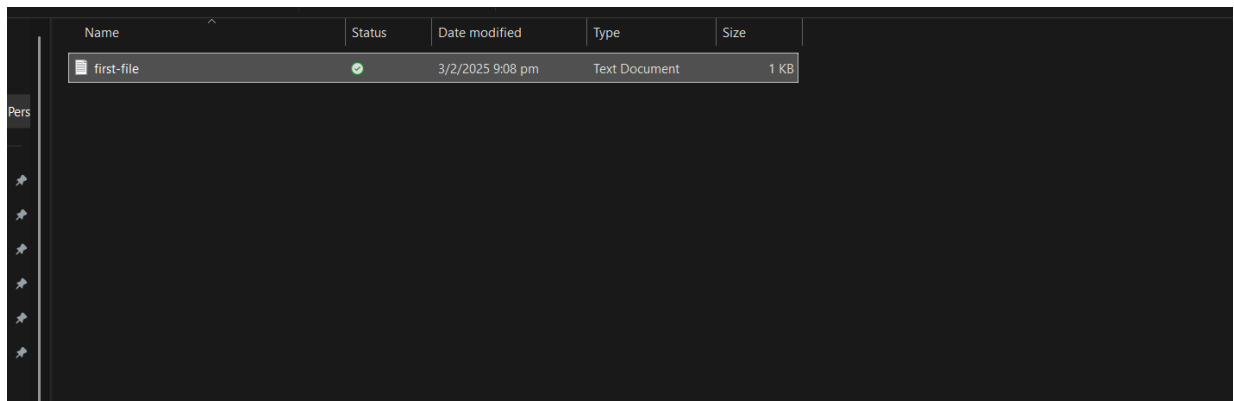 Name Status Date modified Type Size
first-file 3/2/2025 9:08 pm Text Document 1 KB
Pers